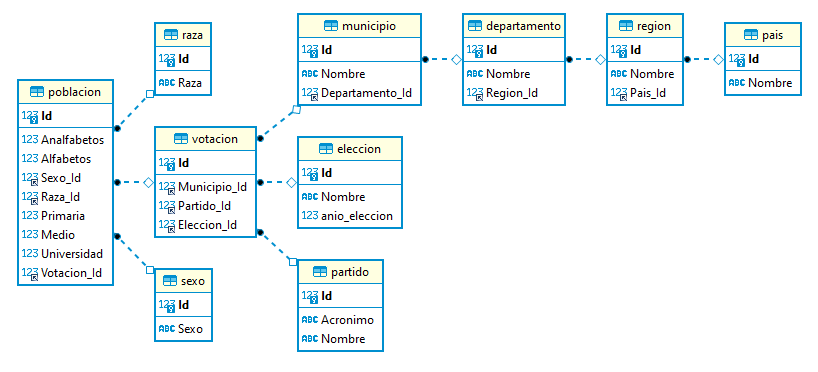 poblacion
123 Id
123 Analfabetos
123 Alfabetos
123 Sexo_Id
123 Raza_Id
123 Primaria
123 Medio
123 Universidad
123 Votacion_Id
raza
123 Id
ABC Raza
votacion
123 Id
123 Municipio_Id
123 Partido_Id
123 Eleccion_Id
sexo
123 Id
ABC Sexo
municipio
123 Id
ABC Nombre
123 Departamento_Id
eleccion
123 Id
ABC Nombre
123 anio_eleccion
partido
123 Id
ABC Acronimo
ABC Nombre
departamento
123 Id
ABC Nombre
123 Region_Id
region
123 Id
ABC Nombre
123 Pais_Id
pais
123 Id
ABC Nombre